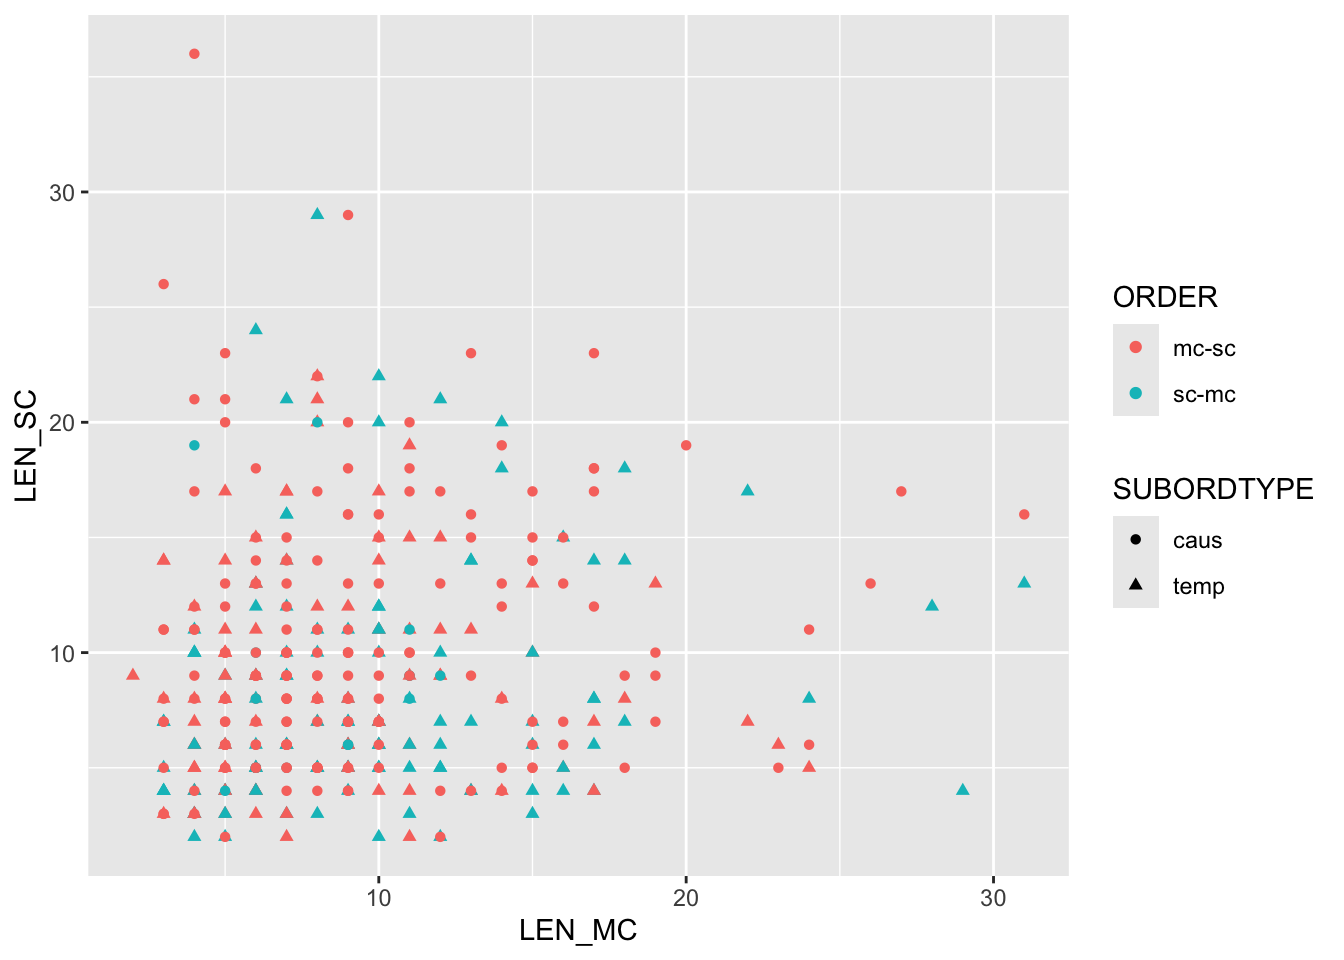 30
20
10
LEN_SC
10 20 30
LEN_MC
ORDER
mc-sc
sc-mc
SUBORDTYPE
caus
temp